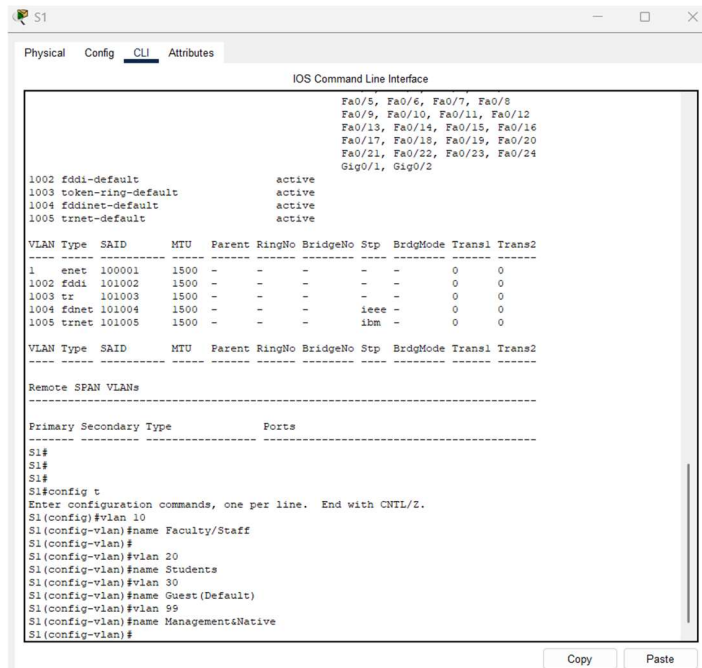 S1
Physical Config CLI Attributes
IOS Command Line Interface
Fa0/5, Fa0/6, Fa0/7, Fa0/8
Fa0/9, Fa0/10, Fa0/11, Fa0/12
Fa0/13, Fa0/14, Fa0/15, Fa0/16
Fa0/17, Fa0/18, Fa0/19, Fa0/20
Fa0/21, Fa0/22, Fa0/23, Fa0/24
Gig0/1, Gig0/2
1002 fddi-default active
1003 token-ring-default active
1004 fddinet-default active
1005 trnet-default active
VLAN Type SAID MTU Parent RingNo BridgeNo Stp BrdgMode Trans1 Trans2
---- ----- ---------- ----- ------ ------ -------- ---- -------- ------ ------
1 enet 100001 1500 - - - - - 0 0
1002 fddi 101002 1500 - - - - - 0 0
1003 tr 101003 1500 - - - - - 0 0
1004 fdnet 101004 1500 - - - ieee - 0 0
1005 trnet 101005 1500 - - - ibm - 0 0
VLAN Type SAID MTU Parent RingNo BridgeNo Stp BrdgMode Trans1 Trans2
---- ----- ---------- ----- ------ ------ -------- ---- -------- ------ ------
Remote SPAN VLANs
------------------------------------------------------------------------------
Primary Secondary Type Ports
------- --------- ----------------- ------------------------------------------
S1#
S1#
S1#
S1#config t
Enter configuration commands, one per line. End with CNTL/Z.
S1(config)#vlan 10
S1(config-vlan)#name Faculty/Staff
S1(config-vlan)#
S1(config-vlan)#vlan 20
S1(config-vlan)#name Students
S1(config-vlan)#vlan 30
S1(config-vlan)#name Guest(Default)
S1(config-vlan)#vlan 99
S1(config-vlan)#name Management&Native
S1(config-vlan)#
Copy Paste